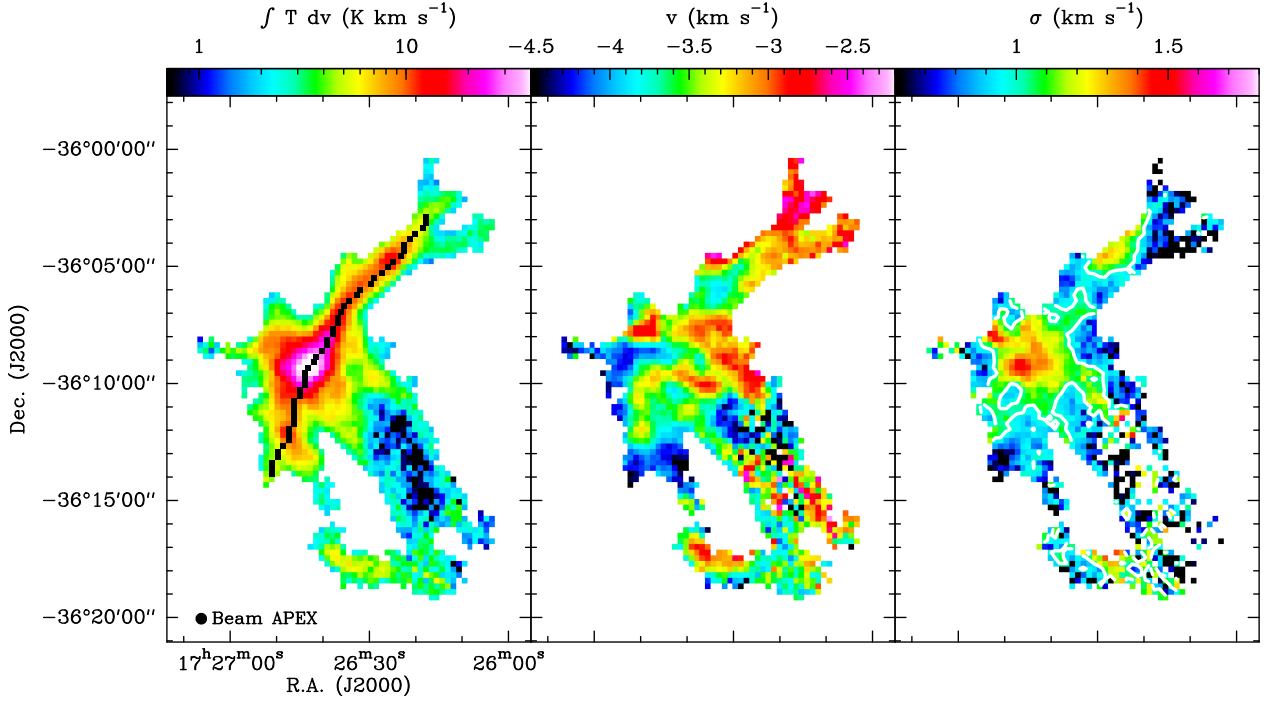 ∫ T dv (K km s⁻¹) v (km s⁻¹) σ (km s⁻¹)
1 10 −4.5 −4 −3.5 −3 −2.5 1 1.5
−36°00′00″
−36°05′00″
−36°10′00″
−36°15′00″
−36°20′00″
Dec. (J2000)
Beam APEX
17ʰ27ᵐ00ˢ 26ᵐ30ˢ 26ᵐ00ˢ
R.A. (J2000)